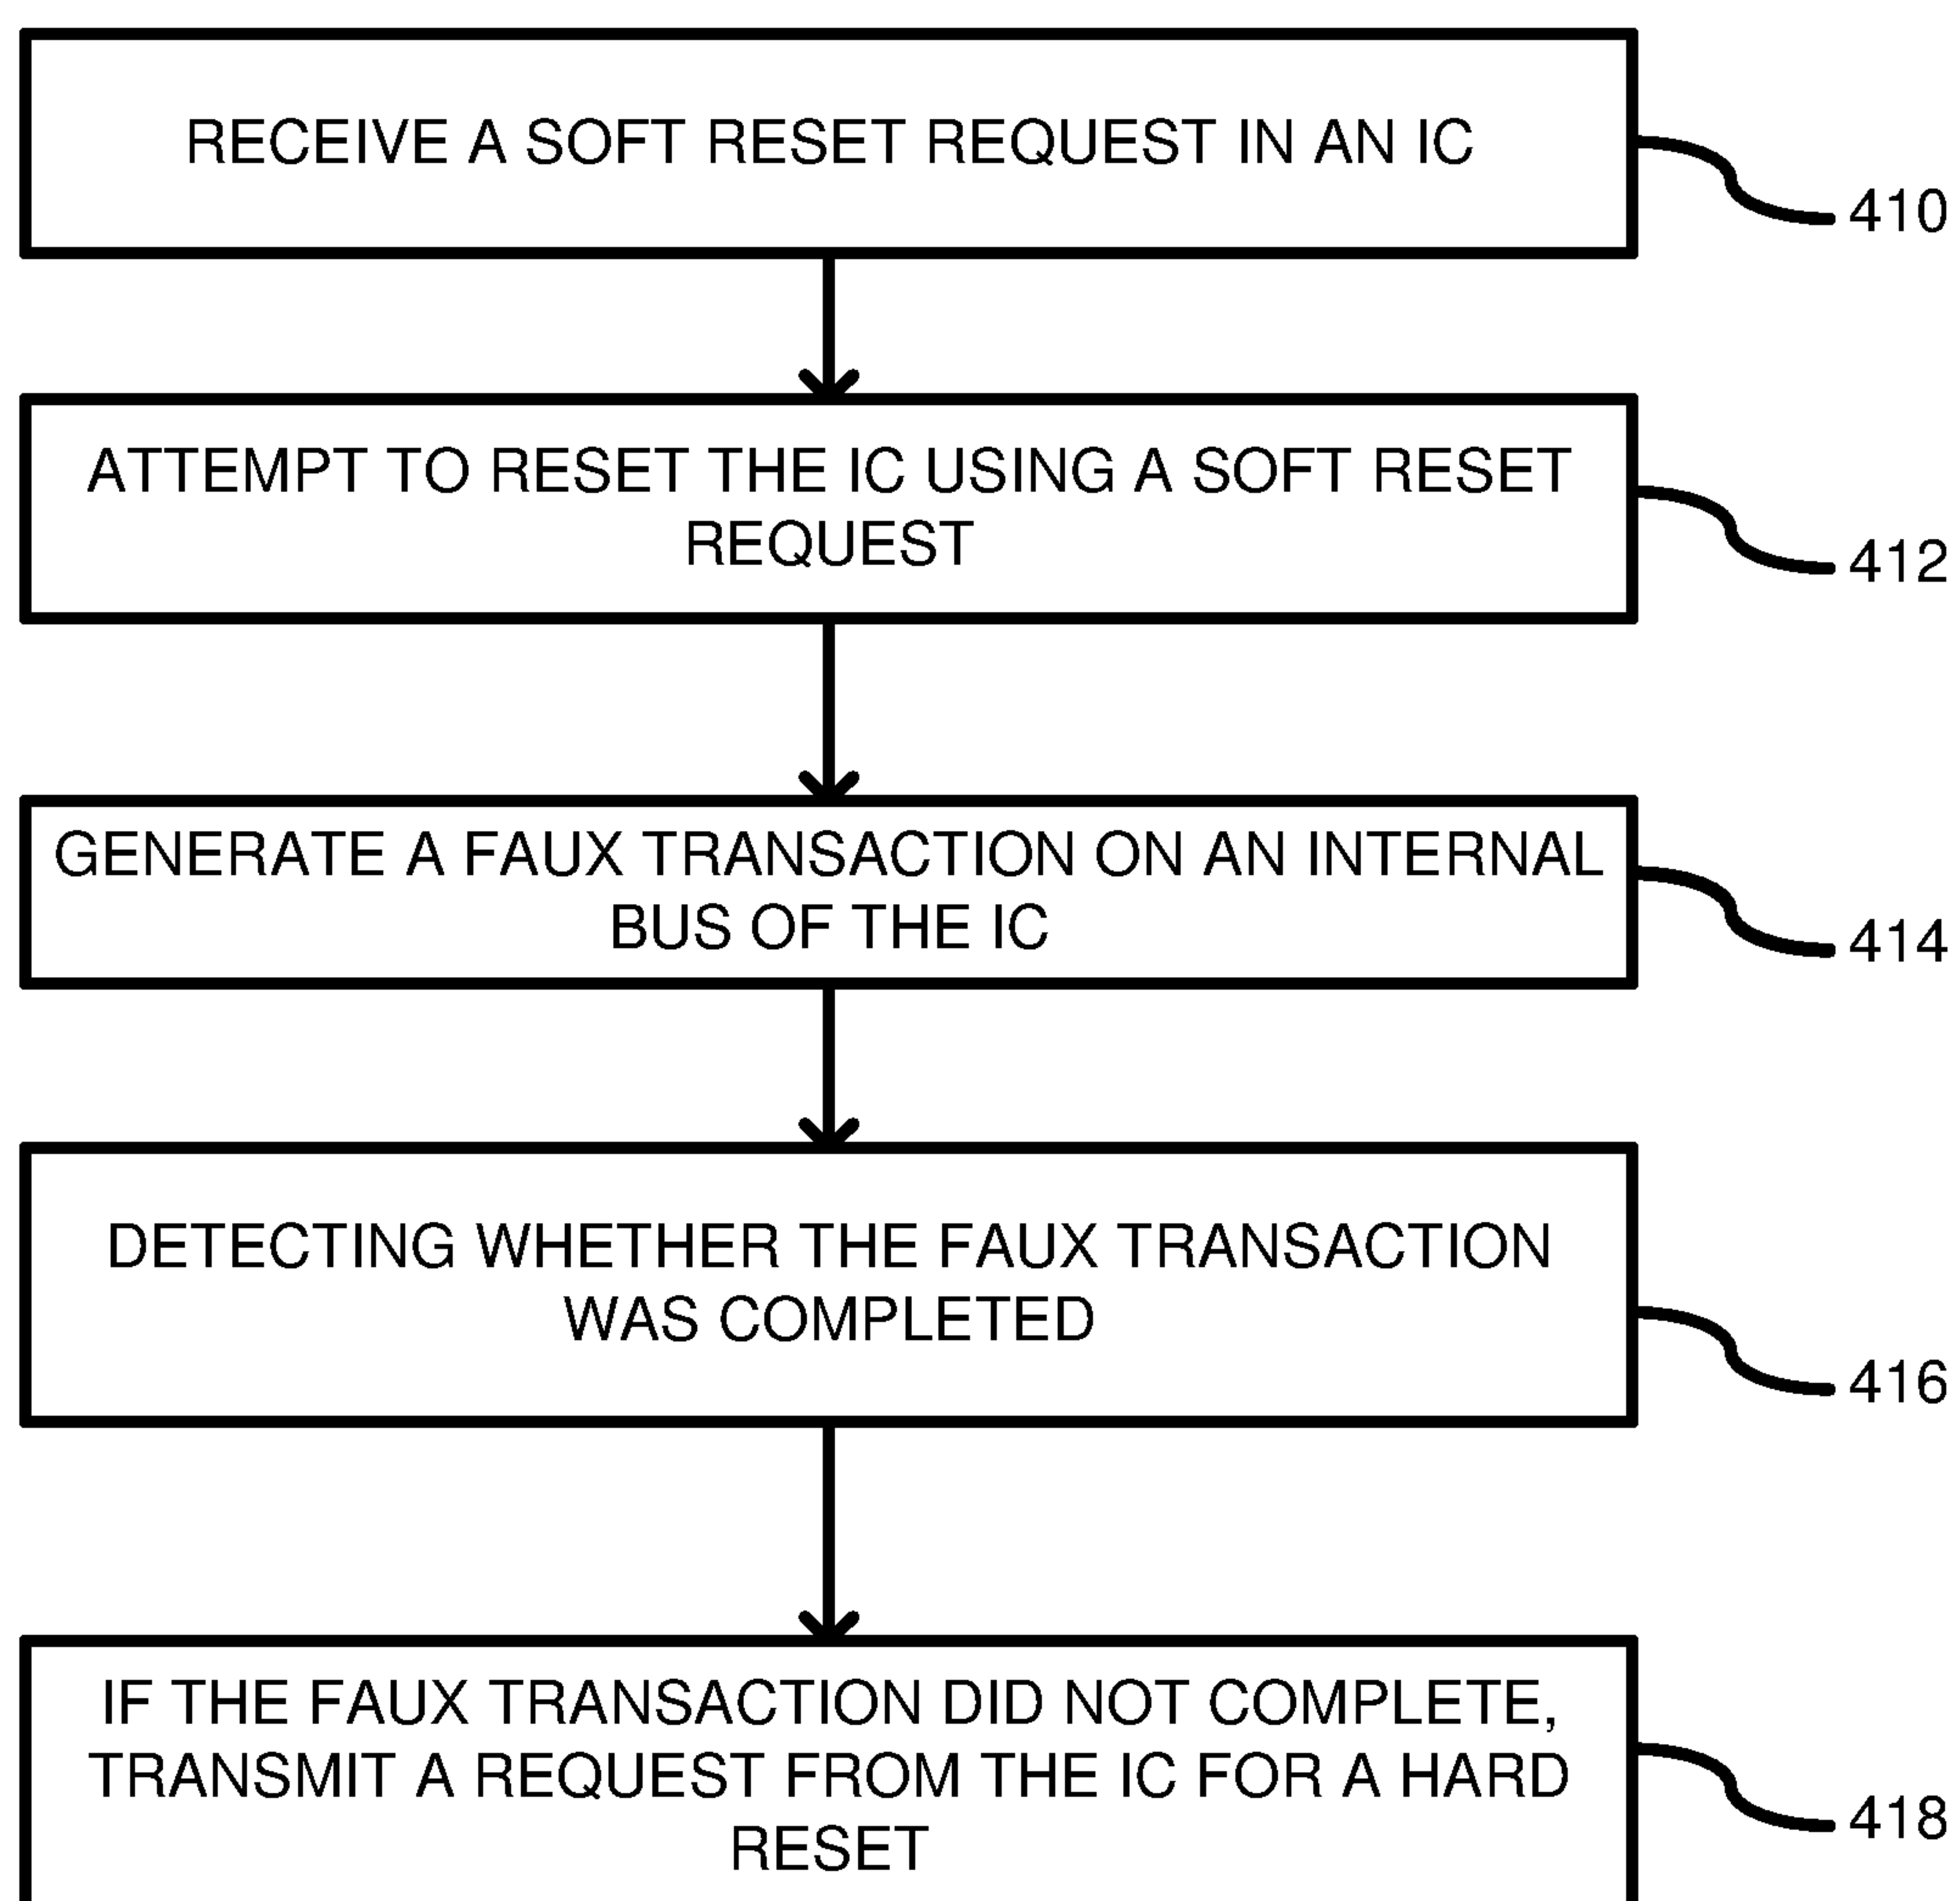 RECEIVE A SOFT RESET REQUEST IN AN IC
410
ATTEMPT TO RESET THE IC USING A SOFT RESET
REQUEST
412
GENERATE A FAUX TRANSACTION ON AN INTERNAL
BUS OF THE IC
414
DETECTING WHETHER THE FAUX TRANSACTION
WAS COMPLETED
416
IF THE FAUX TRANSACTION DID NOT COMPLETE,
TRANSMIT A REQUEST FROM THE IC FOR A HARD
RESET
418